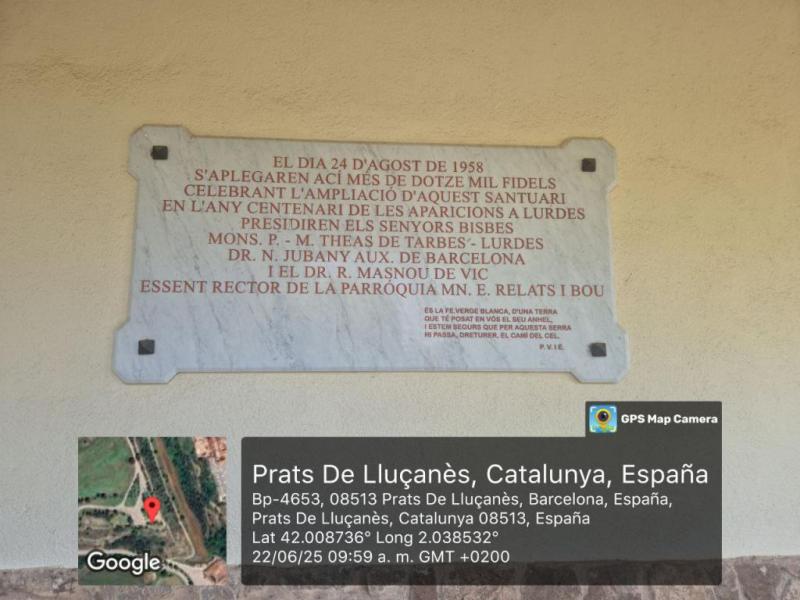 EL DIA 24 D'AGOST DE 1958
S'APLEGAREN ACÍ MÉS DE DOTZE MIL FIDELS
CELEBRANT L'AMPLIACIÓ D'AQUEST SANTUARI
EN L'ANY CENTENARI DE LES APARICIONS A LURDES
PRESIDIREN ELS SENYORS BISBES
MONS. P. - M. THEAS DE TARBES - LURDES
DR. N. JUBANY AUX. DE BARCELONA
I EL DR. R. MASNOU DE VIC
ESSENT RECTOR DE LA PARRÓQUIA MN. E. RELATS I BOU
ÉS LA FE,VERGE BLANCA, D'UNA TERRA
QUE TÉ POSAT EN VÓS EL SEU ANHEL,
I ESTEM SEGURS QUE PER AQUESTA SERRA
HI PASSA, DRETURER, EL CAMÍ DEL CEL.
P. V. I E.
GPS Map Camera
Prats De Lluçanès, Catalunya, España
Bp-4653, 08513 Prats De Lluçanès, Barcelona, España,
Prats De Lluçanès, Catalunya 08513, España
Lat 42.008736° Long 2.038532°
22/06/25 09:59 a. m. GMT +0200
Google